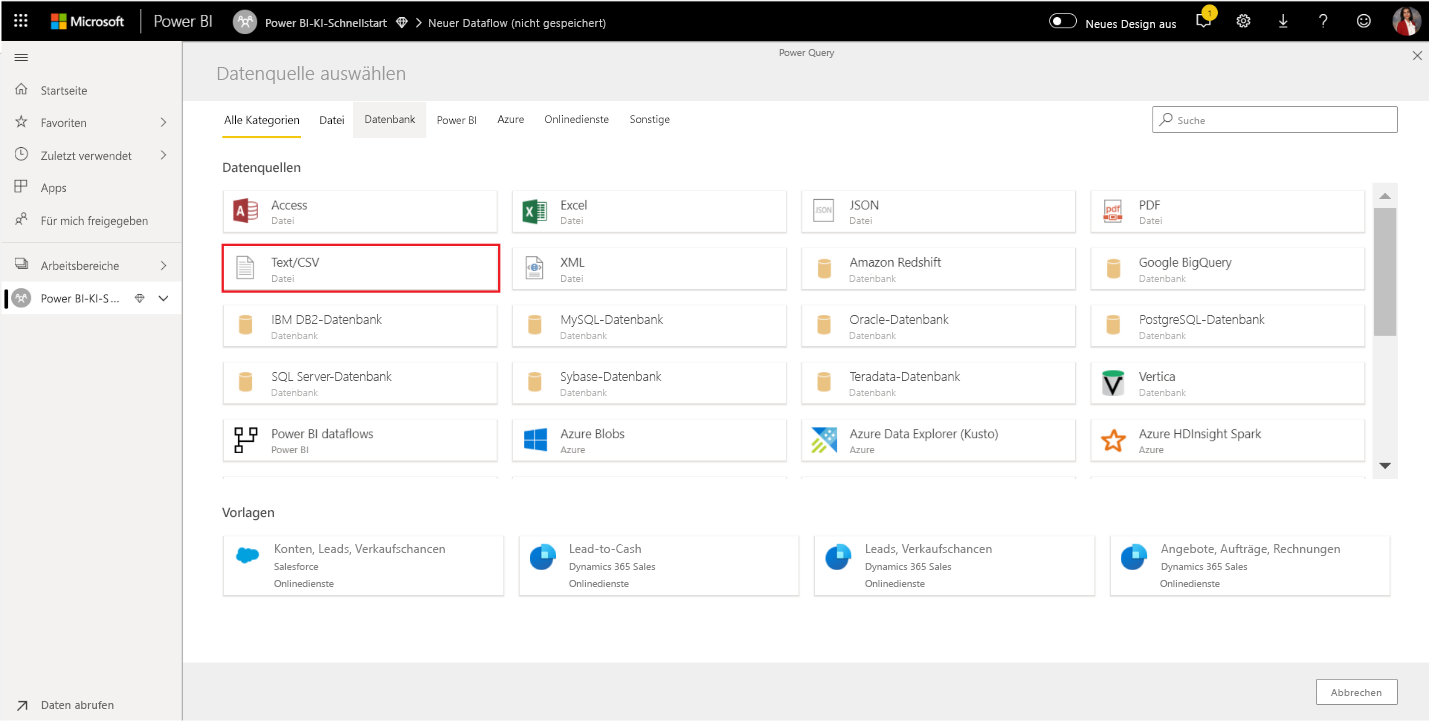 Microsoft Power BI Power BI-KI-Schnellstart Neuer Dataflow (nicht gespeichert) Neues Design aus 1
Power Query
Datenquelle auswählen
Startseite
Favoriten
Zuletzt verwendet
Apps
Für mich freigegeben
Arbeitsbereiche
Power BI-KI-S...
Daten abrufen
Alle Kategorien Datei Datenbank Power BI Azure Onlinedienste Sonstige Suche
Datenquellen
Access
Datei
Excel
Datei
JSON
JSON
Datei
pdf
PDF
Datei
Text/CSV
Datei
XML
Datei
Amazon Redshift
Datenbank
Google BigQuery
Datenbank
IBM DB2-Datenbank
Datenbank
MySQL-Datenbank
Datenbank
Oracle-Datenbank
Datenbank
PostgreSQL-Datenbank
Datenbank
SQL Server-Datenbank
Datenbank
Sybase-Datenbank
Datenbank
Teradata-Datenbank
Datenbank
Vertica
Datenbank
Power BI dataflows
Power BI
Azure Blobs
Azure
Azure Data Explorer (Kusto)
Azure
Azure HDInsight Spark
Azure
Vorlagen
Konten, Leads, Verkaufschancen
Salesforce
Onlinedienste
Lead-to-Cash
Dynamics 365 Sales
Onlinedienste
Leads, Verkaufschancen
Dynamics 365 Sales
Onlinedienste
Angebote, Aufträge, Rechnungen
Dynamics 365 Sales
Onlinedienste
Abbrechen